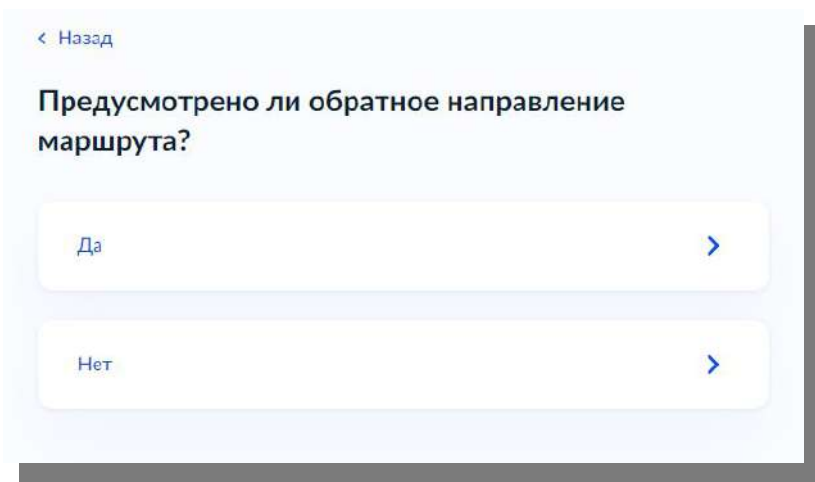 Назад
Предусмотрено ли обратное направление
маршрута?
Да
Нет